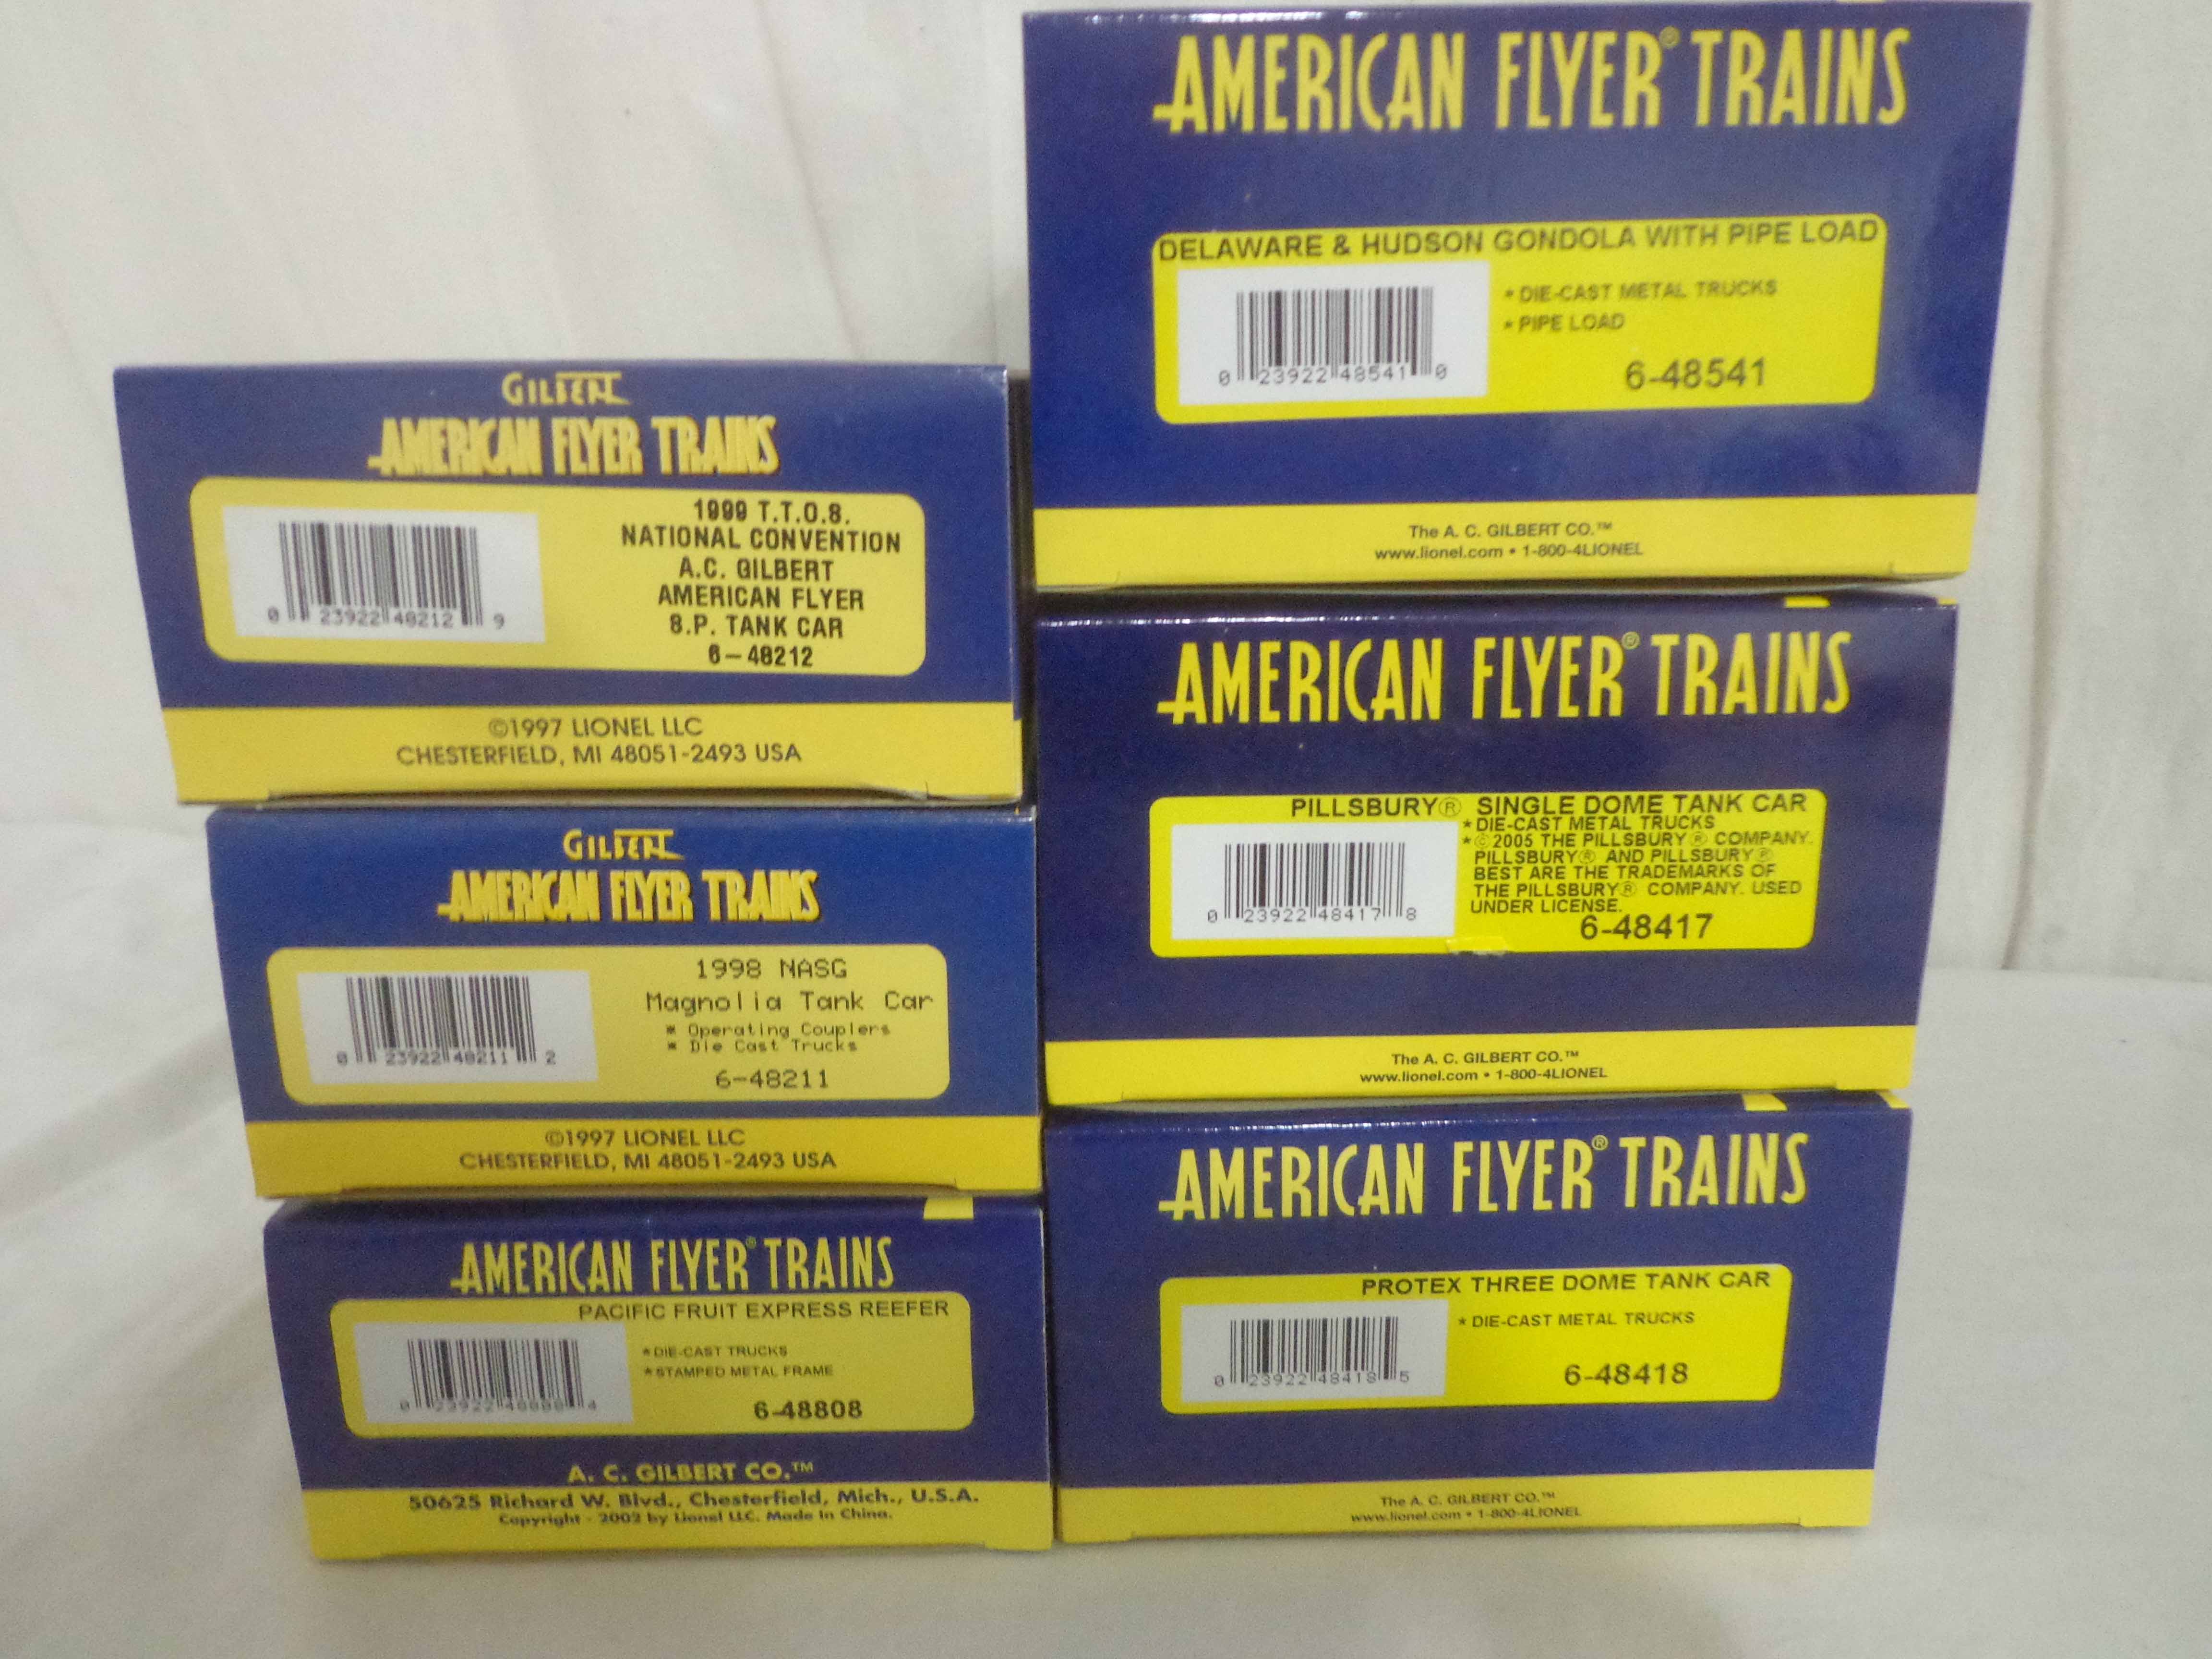 GILBERT
AMERICAN FLYER TRAINS
1999 T.T.O.S.
NATIONAL CONVENTION
A.C. GILBERT
AMERICAN FLYER
S.P. TANK CAR
6-48212
0 23922 48212 9
©1997 LIONEL LLC
CHESTERFIELD, MI 48051-2493 USA
GILBERT
AMERICAN FLYER TRAINS
1998 NASG
Magnolia Tank Car
* Operating Couplers
* Die Cast Trucks
6-48211
0 23922 48211 2
©1997 LIONEL LLC
CHESTERFIELD, MI 48051-2493 USA
AMERICAN FLYER® TRAINS
PACIFIC FRUIT EXPRESS REEFER
* DIE-CAST TRUCKS
* STAMPED METAL FRAME
6-48808
0 23922 48808 4
A. C. GILBERT CO.™
50625 Richard W. Blvd., Chesterfield, Mich., U.S.A.
Copyright - 2002 by Lionel LLC. Made in China.
AMERICAN FLYER® TRAINS
DELAWARE & HUDSON GONDOLA WITH PIPE LOAD
* DIE-CAST METAL TRUCKS
* PIPE LOAD
6-48541
0 23922 48541 0
The A. C. GILBERT CO.™
www.lionel.com • 1-800-4LIONEL
AMERICAN FLYER® TRAINS
PILLSBURY® SINGLE DOME TANK CAR
* DIE-CAST METAL TRUCKS
* ©2005 THE PILLSBURY® COMPANY.
PILLSBURY® AND PILLSBURY®
BEST ARE THE TRADEMARKS OF
THE PILLSBURY® COMPANY. USED
UNDER LICENSE.
6-48417
0 23922 48417 8
The A. C. GILBERT CO.™
www.lionel.com • 1-800-4LIONEL
AMERICAN FLYER® TRAINS
PROTEX THREE DOME TANK CAR
* DIE-CAST METAL TRUCKS
6-48418
0 23922 48418 5
The A. C. GILBERT CO.™
www.lionel.com • 1-800-4LIONEL